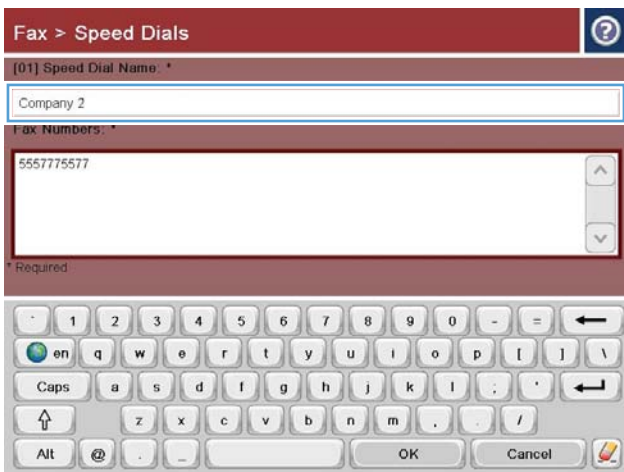 Fax > Speed Dials ?
[01] Speed Dial Name: *
Company 2
Fax Numbers: *
5557775577
* Required
` 1 2 3 4 5 6 7 8 9 0 - = ←
en q w e r t y u i o p [ ] \
Caps a s d f g h j k l ; '
z x c v b n m , . /
Alt @ . _ OK Cancel